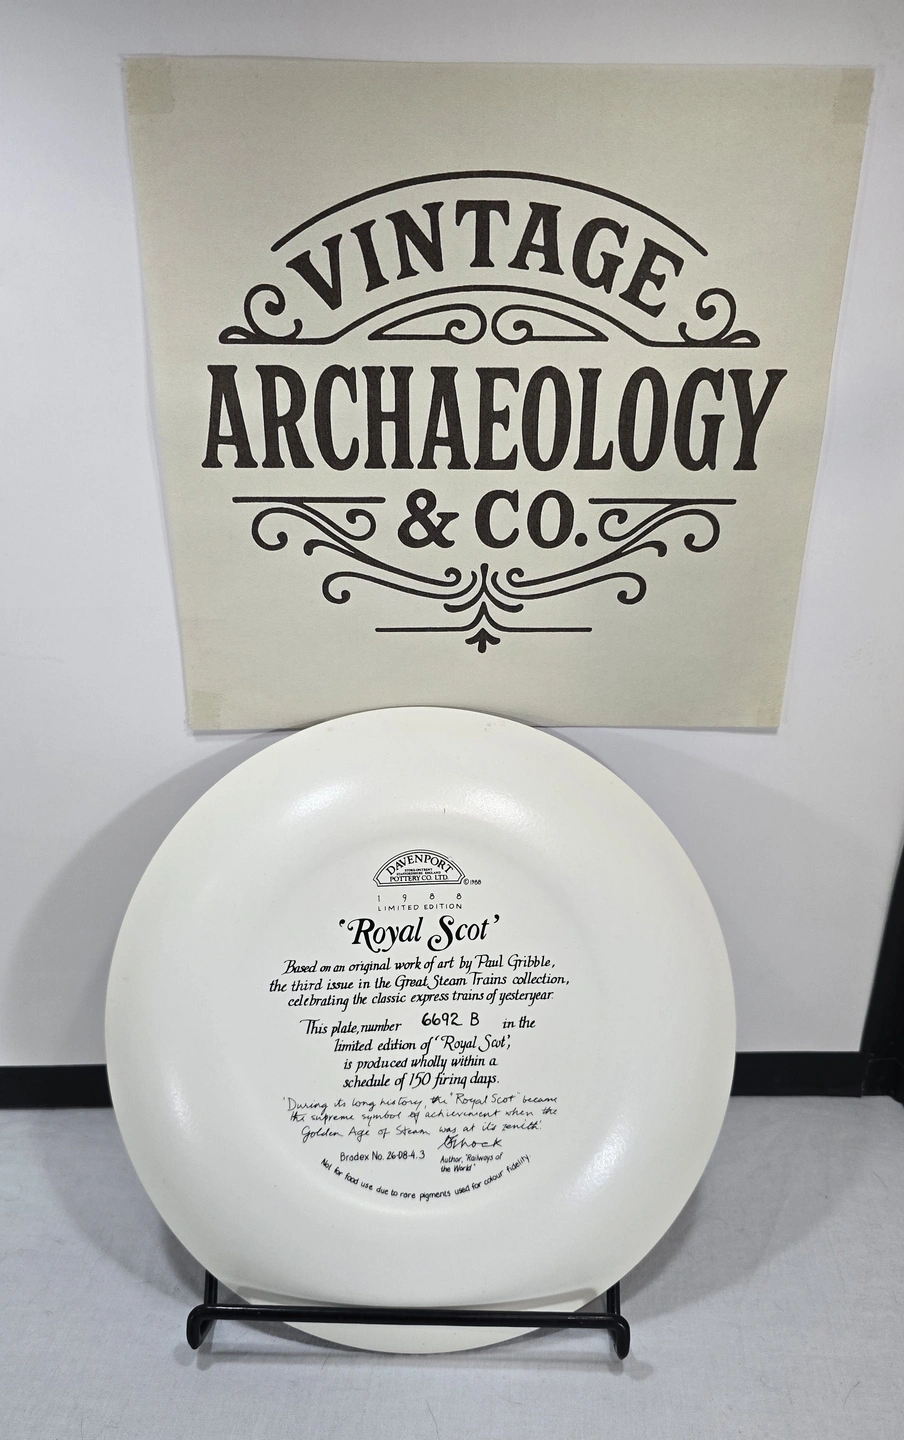 VINTAGE
ARCHAEOLOGY
& CO.
DAVENPORT
POTTERY CO. LTD.
© 1988
1 9 8 8
LIMITED EDITION
'Royal Scot'
Based on an original work of art by Paul Gribble,
the third issue in the Great Steam Trains collection,
celebrating the classic express trains of yesteryear.
This plate, number 6692 B in the
limited edition of 'Royal Scot',
is produced wholly within a
schedule of 150 firing days.
'During its long history, the 'Royal Scot' became
the supreme symbol of achievement when the
Golden Age of Steam was at its zenith.'
Bradex No. 26-D8-4.3
Author, 'Railways of
the World'
Not for food use due to rare pigments used for colour fidelity.